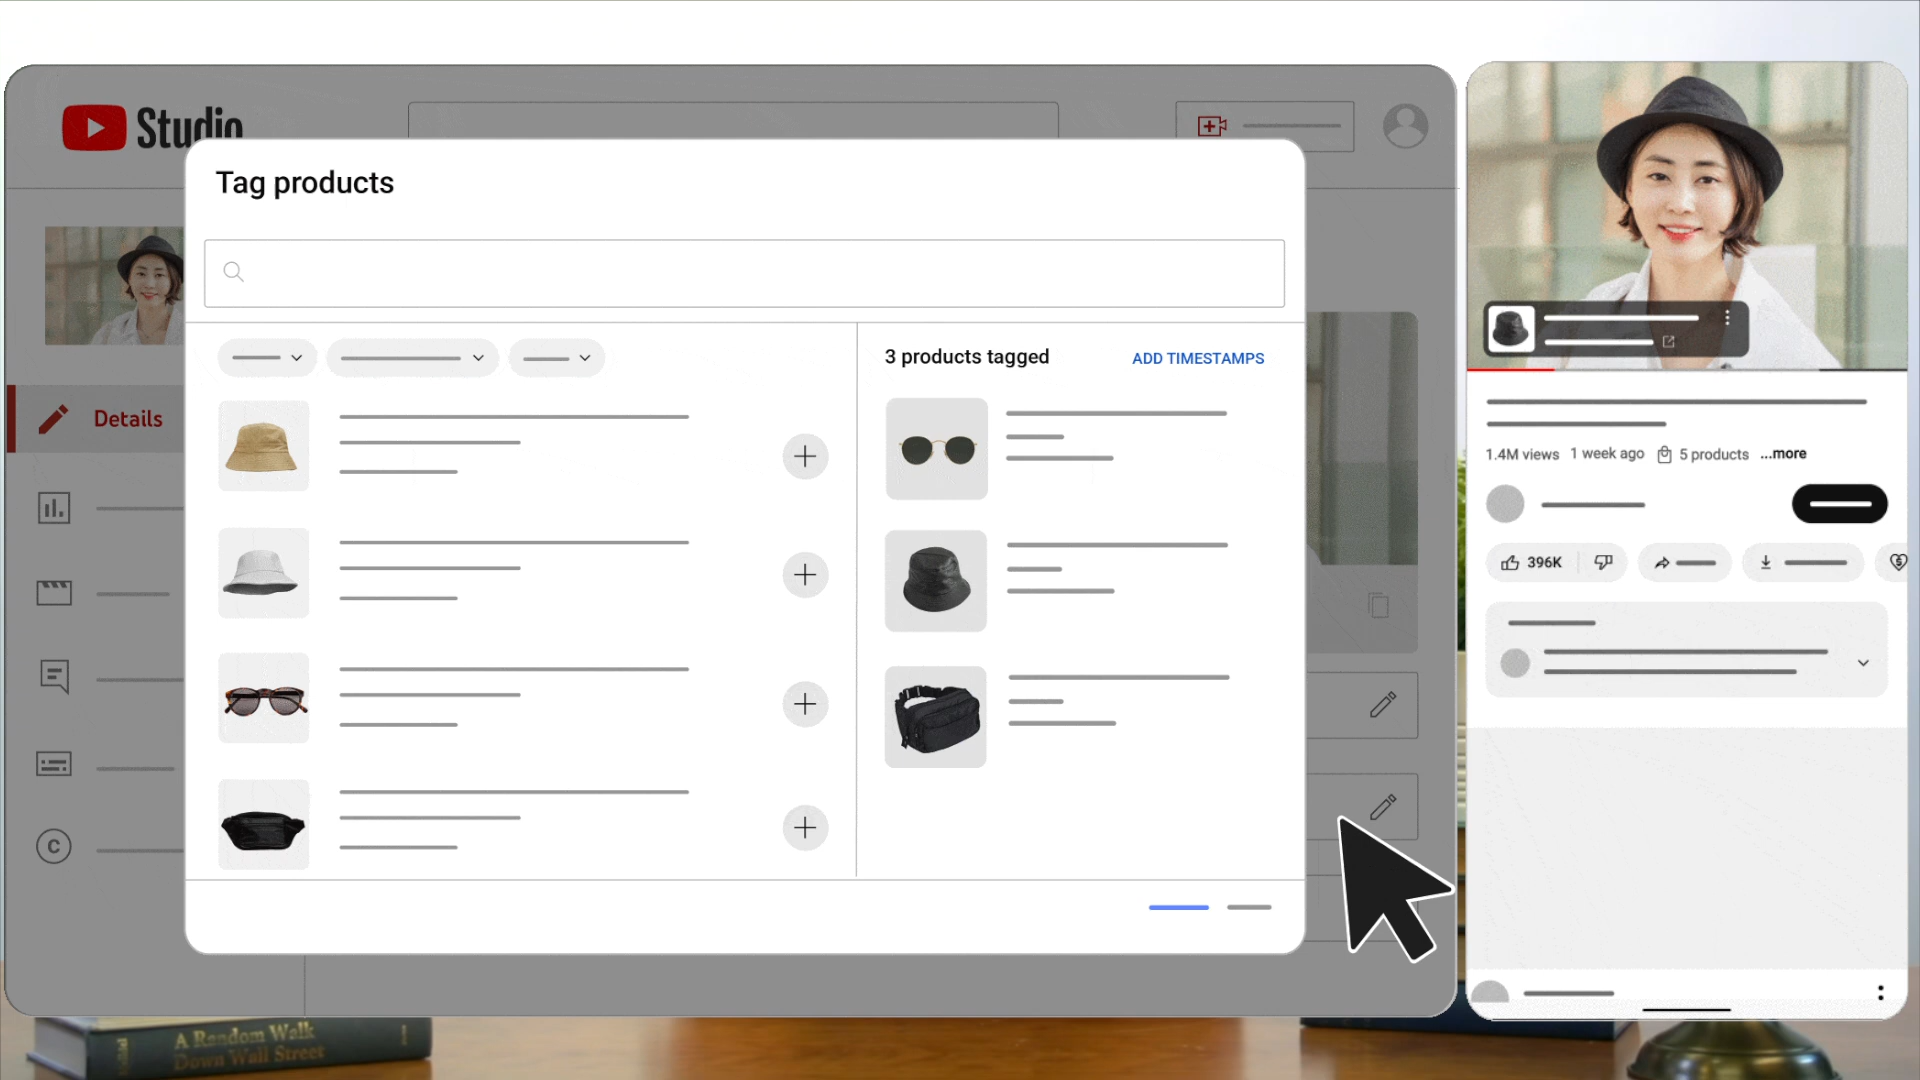 Studio
Tag products
Details
3 products tagged
ADD TIMESTAMPS
1.4M views 1 week ago 5 products ...more
396K
A Random Walk
Down Wall Street